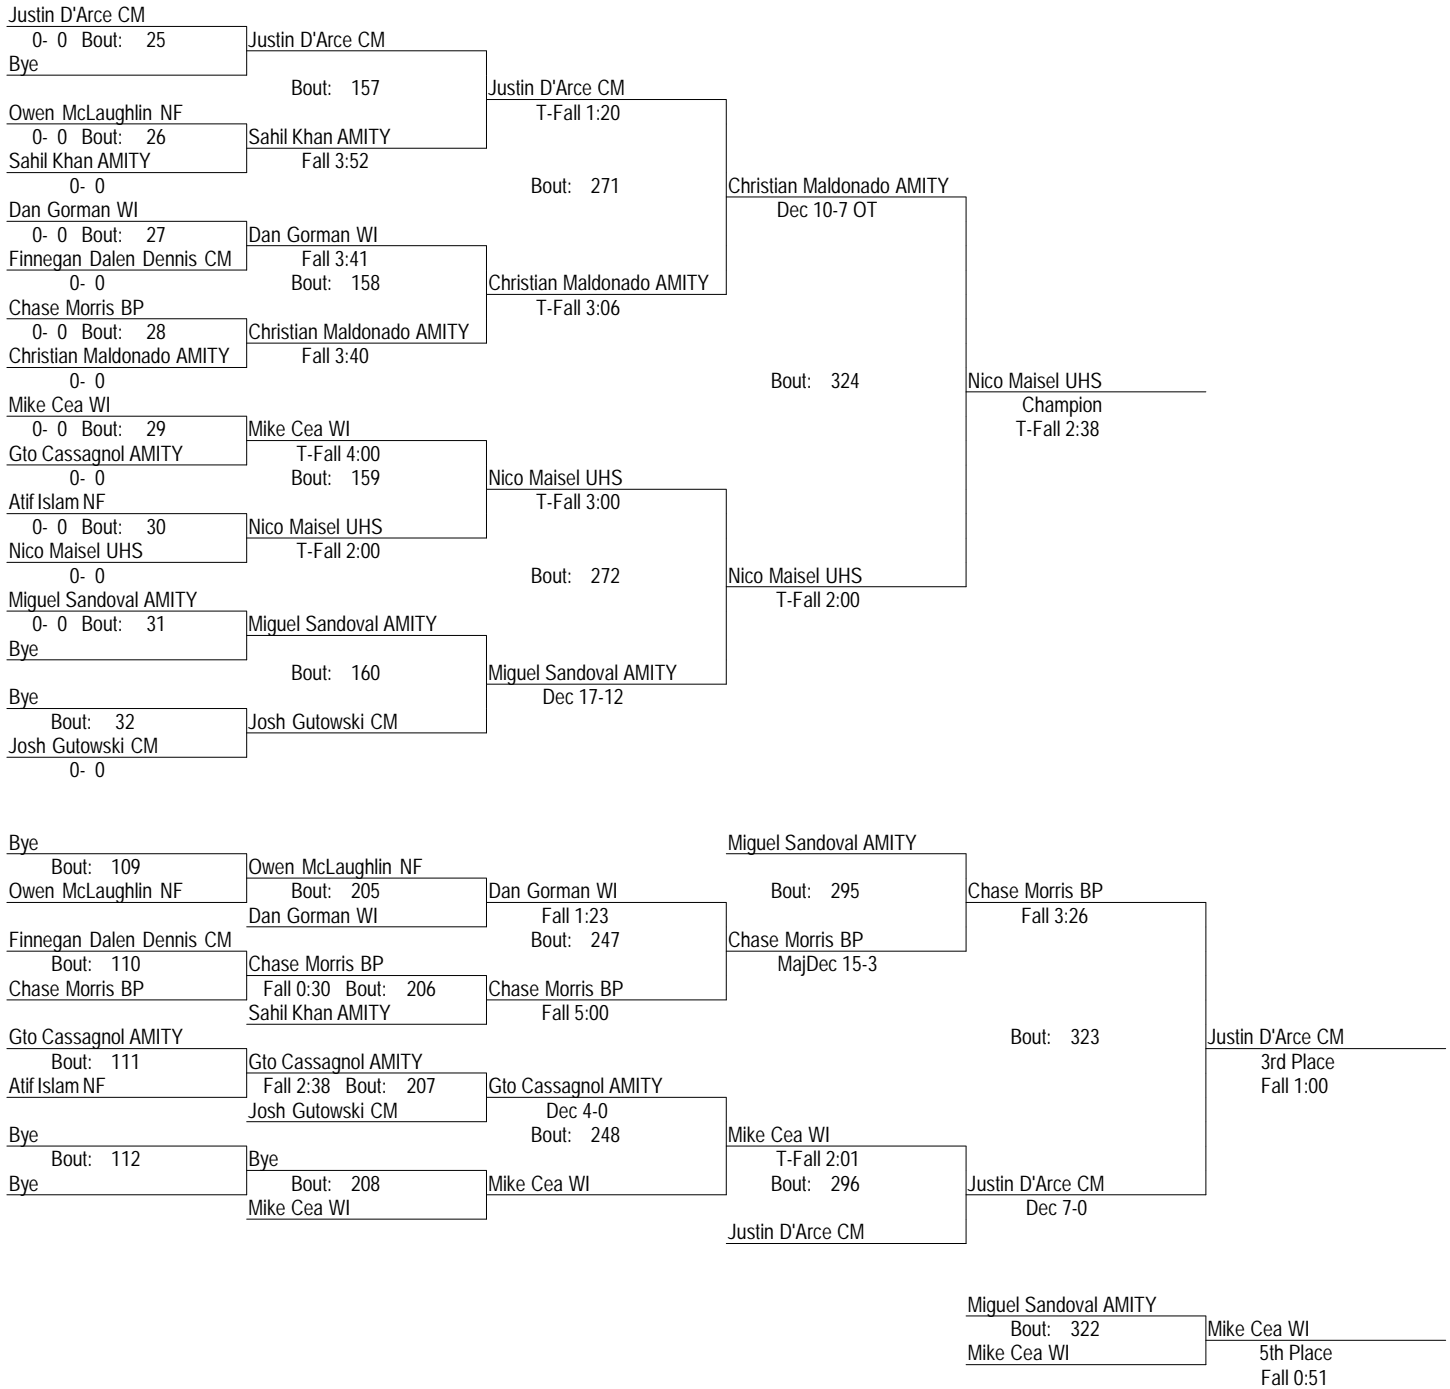 Justin D'Arce CM
0- 0 Bout: 25 Justin D'Arce CM
Bye
Bout: 157 Justin D'Arce CM
Owen McLaughlin NF T-Fall 1:20
0- 0 Bout: 26 Sahil Khan AMITY
Sahil Khan AMITY Fall 3:52
0- 0 Bout: 271 Christian Maldonado AMITY
Dan Gorman WI Dec 10-7 OT
0- 0 Bout: 27 Dan Gorman WI
Finnegan Dalen Dennis CM Fall 3:41
0- 0 Bout: 158 Christian Maldonado AMITY
Chase Morris BP T-Fall 3:06
0- 0 Bout: 28 Christian Maldonado AMITY
Christian Maldonado AMITY Fall 3:40
0- 0 Bout: 324 Nico Maisel UHS
Mike Cea WI Champion
0- 0 Bout: 29 Mike Cea WI T-Fall 2:38
Gto Cassagnol AMITY T-Fall 4:00
0- 0 Bout: 159 Nico Maisel UHS
Atif Islam NF T-Fall 3:00
0- 0 Bout: 30 Nico Maisel UHS
Nico Maisel UHS T-Fall 2:00
0- 0 Bout: 272 Nico Maisel UHS
Miguel Sandoval AMITY T-Fall 2:00
0- 0 Bout: 31 Miguel Sandoval AMITY
Bye
Bout: 160 Miguel Sandoval AMITY
Bye Dec 17-12
Bout: 32 Josh Gutowski CM
Josh Gutowski CM
0- 0
Bye Miguel Sandoval AMITY
Bout: 109 Owen McLaughlin NF
Owen McLaughlin NF Bout: 205 Dan Gorman WI Bout: 295 Chase Morris BP
Dan Gorman WI Fall 1:23 Fall 3:26
Finnegan Dalen Dennis CM Bout: 247 Chase Morris BP
Bout: 110 Chase Morris BP MajDec 15-3
Chase Morris BP Fall 0:30 Bout: 206 Chase Morris BP
Sahil Khan AMITY Fall 5:00
Gto Cassagnol AMITY Bout: 323 Justin D'Arce CM
Bout: 111 Gto Cassagnol AMITY 3rd Place
Atif Islam NF Fall 2:38 Bout: 207 Gto Cassagnol AMITY Fall 1:00
Josh Gutowski CM Dec 4-0
Bye Bout: 248 Mike Cea WI
Bout: 112 Bye T-Fall 2:01
Bye Bout: 208 Mike Cea WI Bout: 296 Justin D'Arce CM
Mike Cea WI Dec 7-0
Justin D'Arce CM
Miguel Sandoval AMITY
Bout: 322 Mike Cea WI
Mike Cea WI 5th Place
Fall 0:51